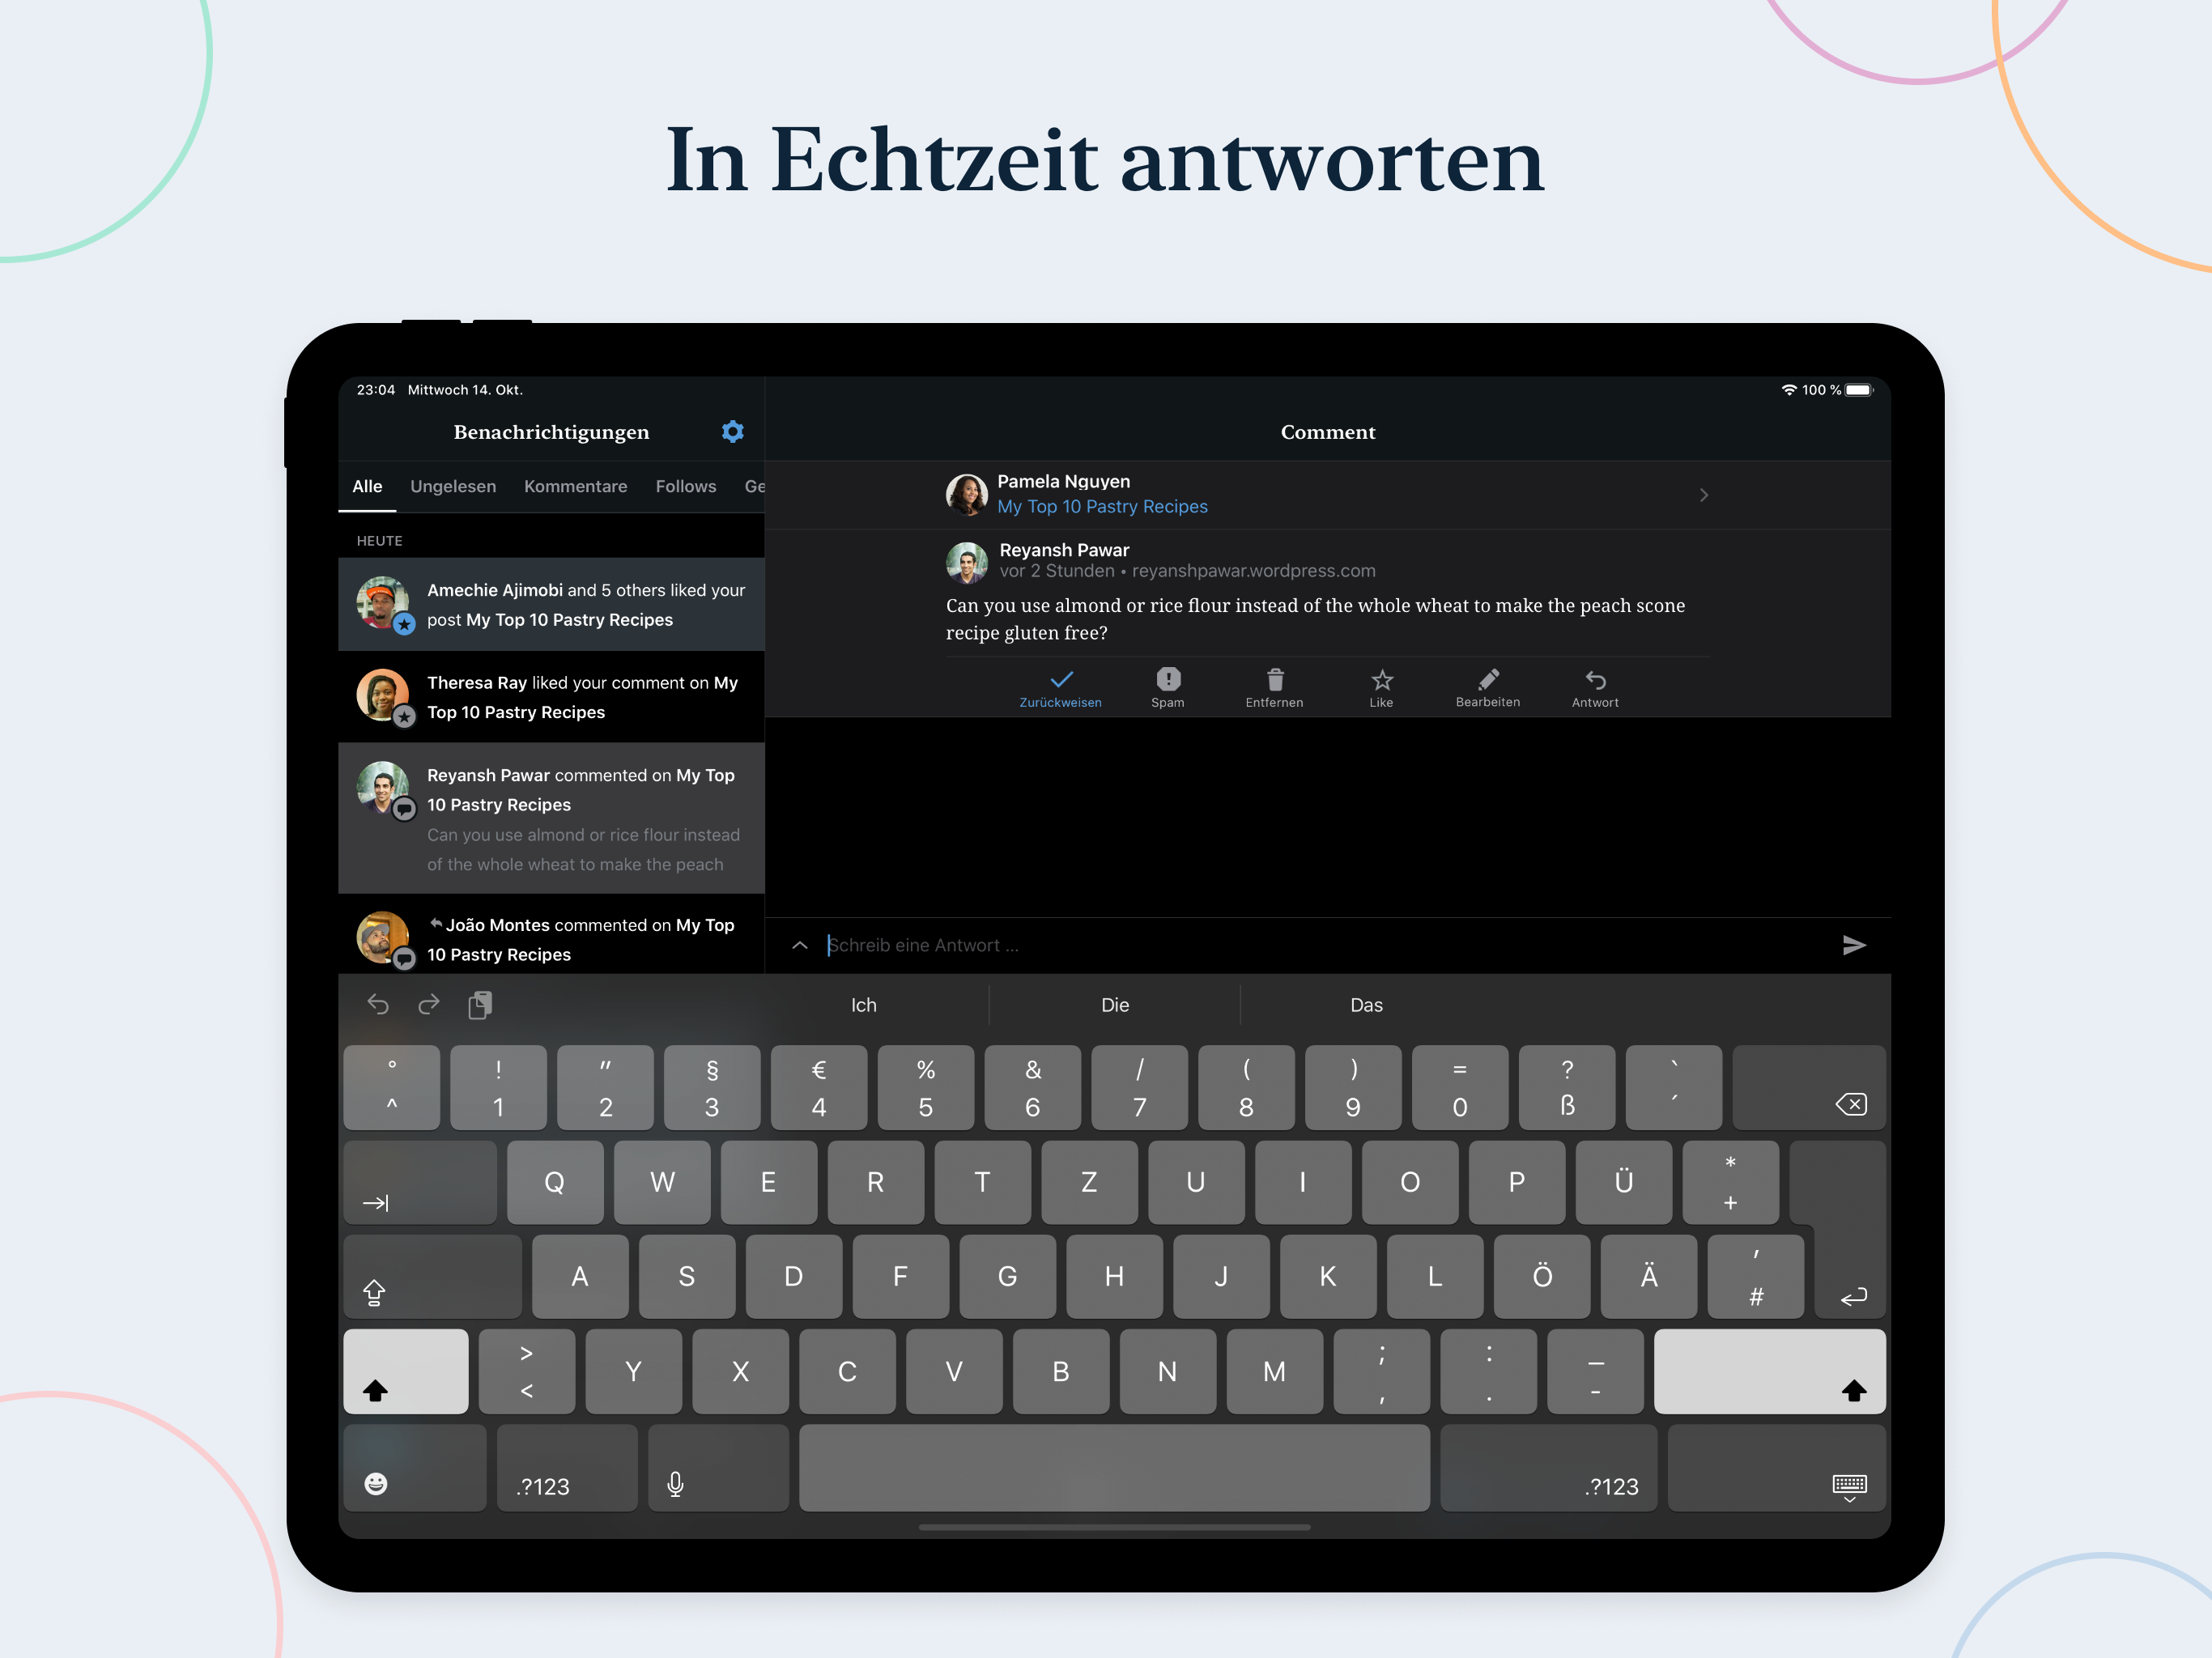 In Echtzeit antworten
23:04 Mittwoch 14. Okt.
100 %
Benachrichtigungen
Comment
Alle Ungelesen Kommentare Follows Ge
HEUTE
Amechie Ajimobi and 5 others liked your
post My Top 10 Pastry Recipes
Theresa Ray liked your comment on My
Top 10 Pastry Recipes
Reyansh Pawar commented on My Top
10 Pastry Recipes
Can you use almond or rice flour instead
of the whole wheat to make the peach
João Montes commented on My Top
10 Pastry Recipes
Pamela Nguyen
My Top 10 Pastry Recipes
Reyansh Pawar
vor 2 Stunden • reyanshpawar.wordpress.com
Can you use almond or rice flour instead of the whole wheat to make the peach scone
recipe gluten free?
Zurückweisen Spam Entfernen Like Bearbeiten Antwort
Schreib eine Antwort ...
Ich Die Das
° ! " § € % & / ( ) = ? `
^ 1 2 3 4 5 6 7 8 9 0 ß ´
Q W E R T Z U I O P Ü * +
A S D F G H J K L Ö Ä ' #
> < Y X C V B N M ; , : . _ -
.?123 .?123